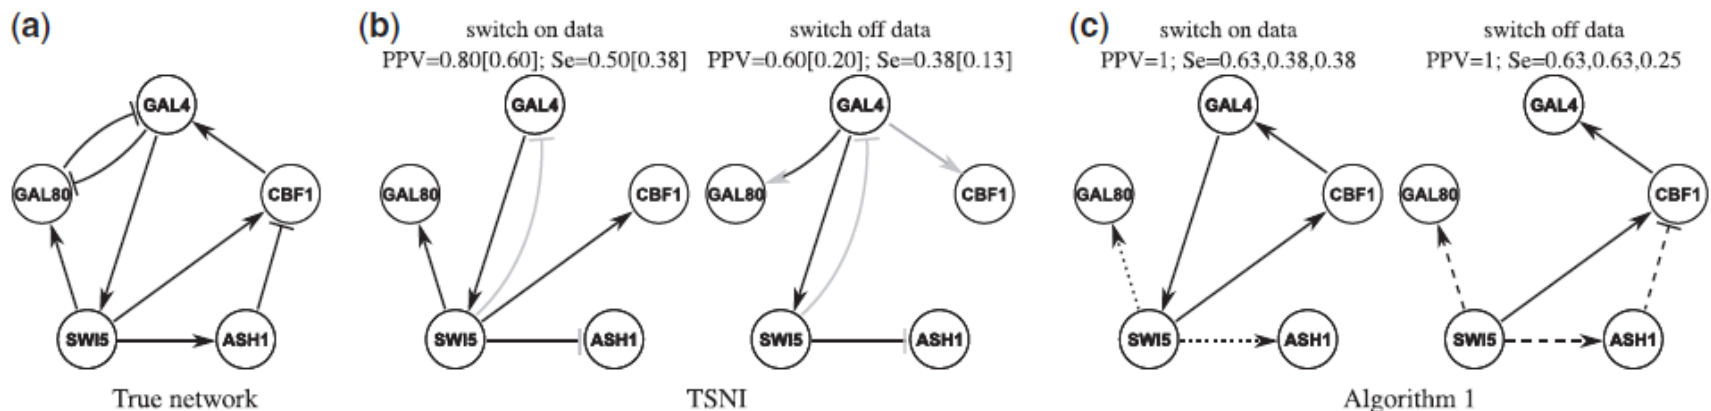 (a)
GAL4
GAL80
CBF1
SWI5
ASH1
True network
(b)
switch on data
PPV=0.80[0.60]; Se=0.50[0.38]
GAL4
GAL80
CBF1
SWI5
ASH1
switch off data
PPV=0.60[0.20]; Se=0.38[0.13]
GAL4
GAL80
CBF1
SWI5
ASH1
TSNI
(c)
switch on data
PPV=1; Se=0.63,0.38,0.38
GAL4
GAL80
CBF1
SWI5
ASH1
switch off data
PPV=1; Se=0.63,0.63,0.25
GAL4
GAL80
CBF1
SWI5
ASH1
Algorithm 1